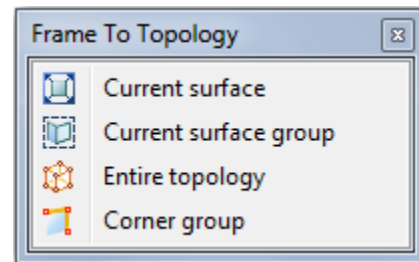 Frame To Topology
Current surface
Current surface group
Entire topology
Corner group